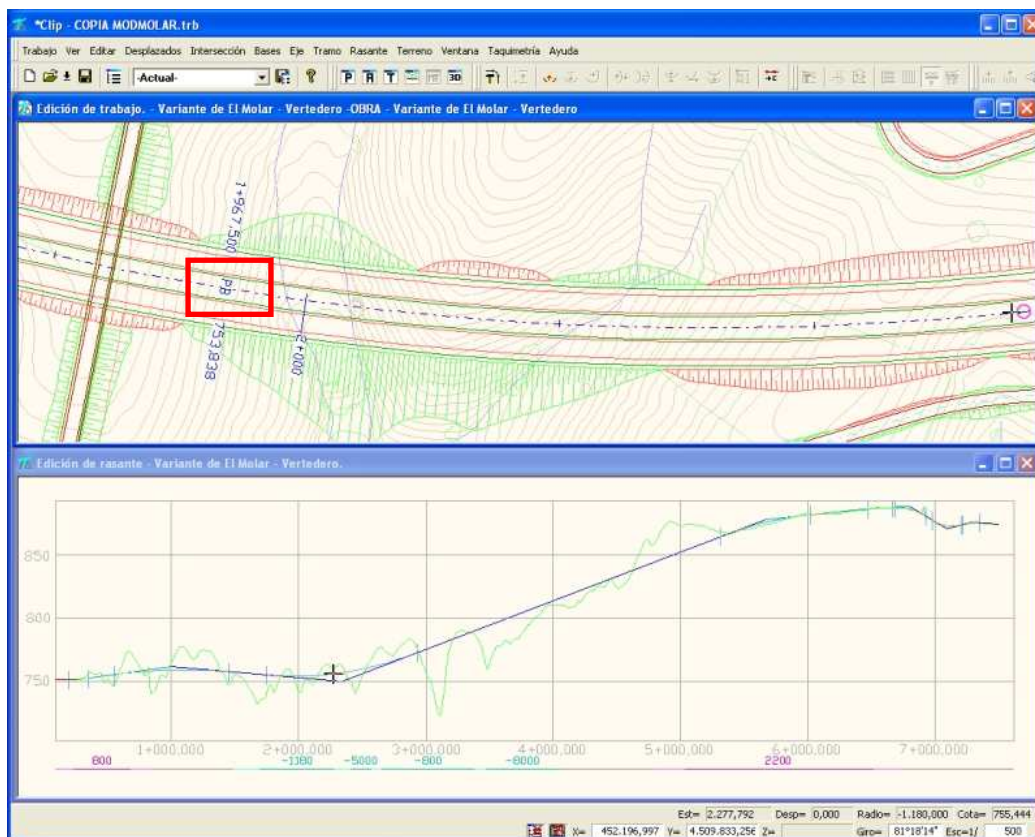 *Clip - COPIA MODMOLAR.trb
Trabajo Ver Editar Desplazados Intersección Bases Eje Tramo Rasante Terreno Ventana Taquimetría Ayuda
-Actual-
P R T 3D
Edición de trabajo. - Variante de El Molar - Vertedero -OBRA - Variante de El Molar - Vertedero
1+967,500
PB
753,838
2+000
Edición de rasante - Variante de El Molar - Vertedero.
850
800
750
1+000,000 2+000,000 3+000,000 4+000,000 5+000,000 6+000,000 7+000,000
800 -1180 -5000 -800 -8000 2200
Est= 2.277,792 Desp= 0,000 Radio= -1.180,000 Cota= 755,444
X= 452.196,997 Y= 4.509.833,256 Z= Giro= 81°18'14" Esc=1/ 500